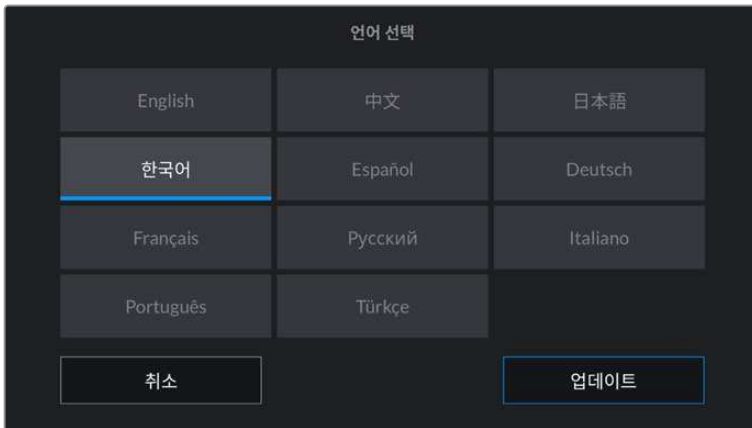 언어 선택
English 中文 日本語
한국어 Español Deutsch
Français Русский Italiano
Português Türkçe
취소 업데이트